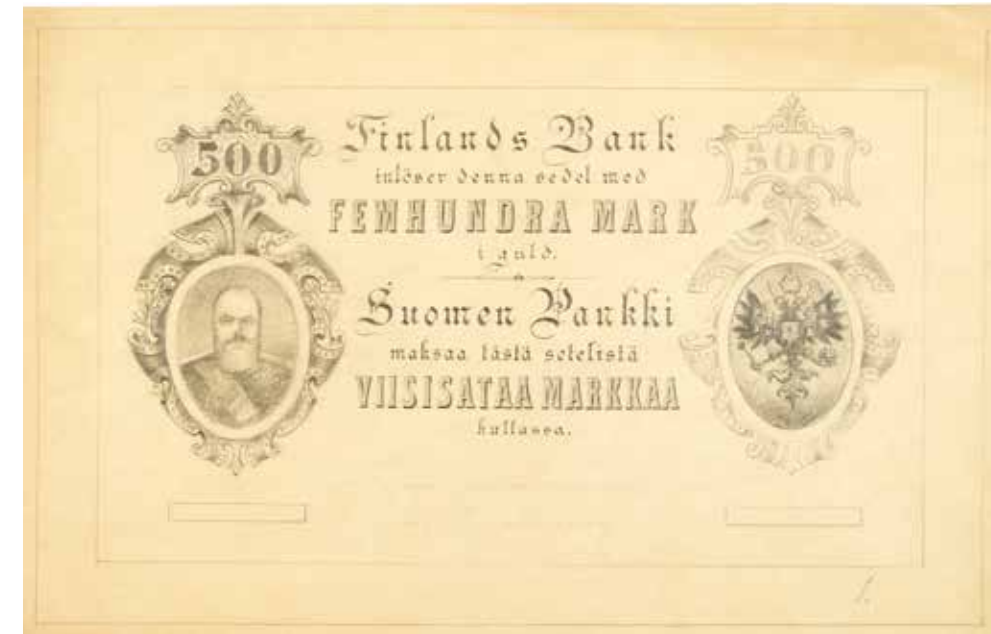 500
Finlands Bank
inlöser denna sedel med
FEMHUNDRA MARK
i guld.
Suomen Pankki
maksaa tästä setelistä
VIISISATAA MARKKAA
kullassa.
500
1.